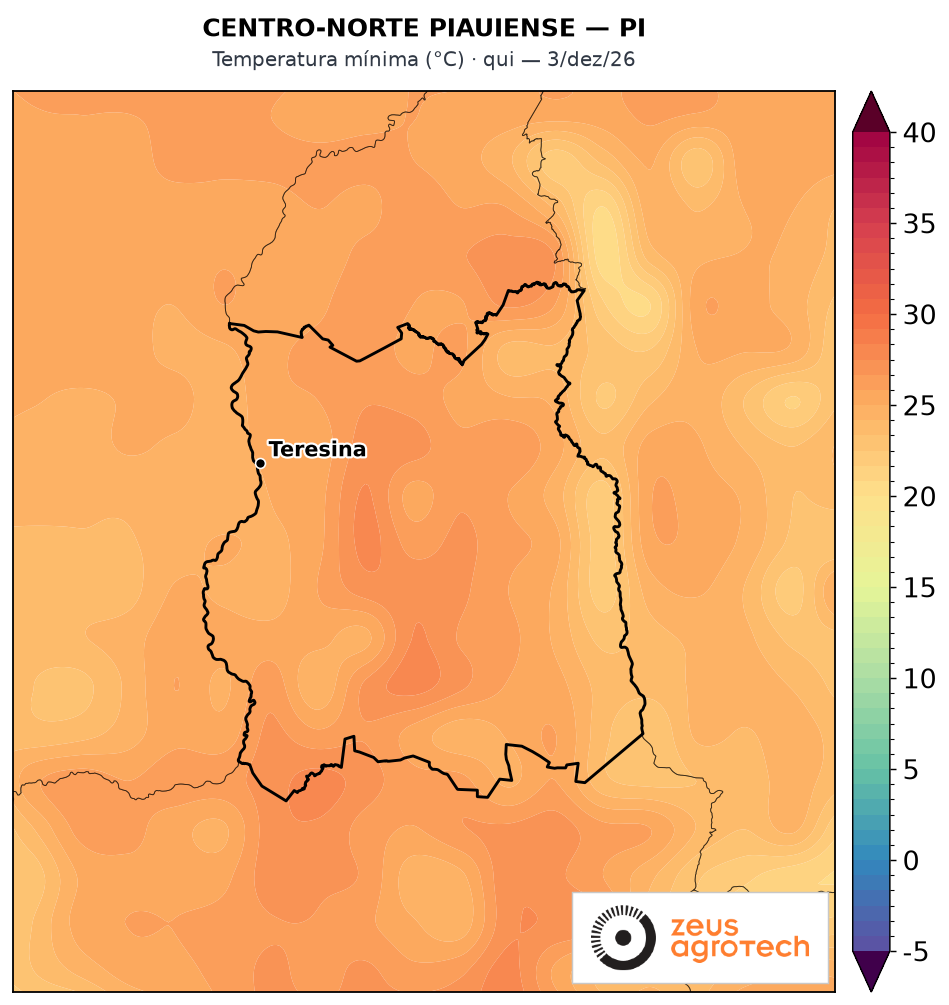 CENTRO-NORTE PIAUIENSE — PI
Temperatura mínima (°C) · qui — 3/dez/26
Teresina
40
35
30
25
20
15
10
5
0
-5
zeus
agrotech